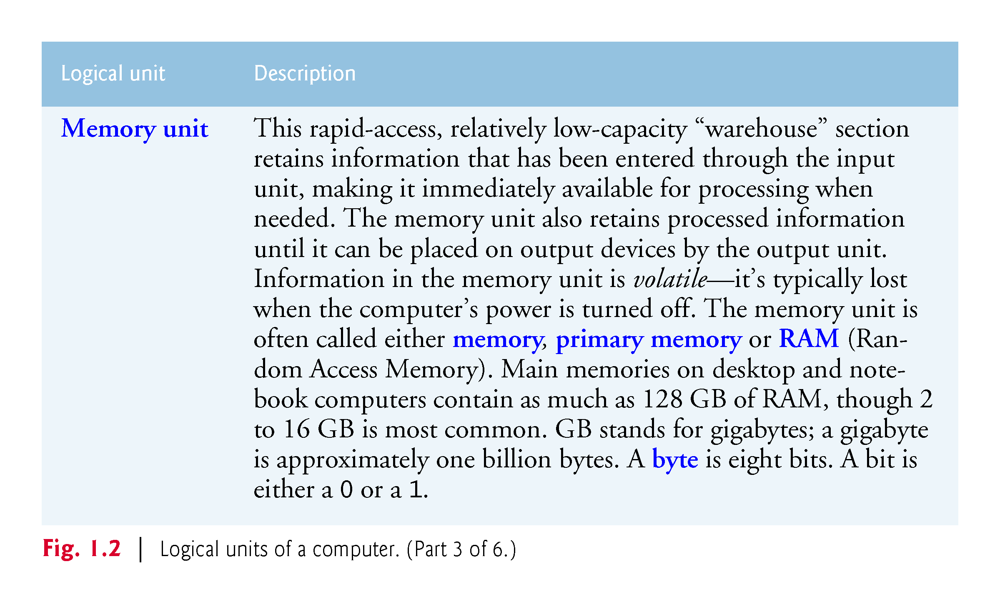 Logical unit Description
Memory unit This rapid-access, relatively low-capacity “warehouse” section
retains information that has been entered through the input
unit, making it immediately available for processing when
needed. The memory unit also retains processed information
until it can be placed on output devices by the output unit.
Information in the memory unit is volatile—it’s typically lost
when the computer’s power is turned off. The memory unit is
often called either memory, primary memory or RAM (Ran-
dom Access Memory). Main memories on desktop and note-
book computers contain as much as 128 GB of RAM, though 2
to 16 GB is most common. GB stands for gigabytes; a gigabyte
is approximately one billion bytes. A byte is eight bits. A bit is
either a 0 or a 1.
Fig. 1.2 | Logical units of a computer. (Part 3 of 6.)